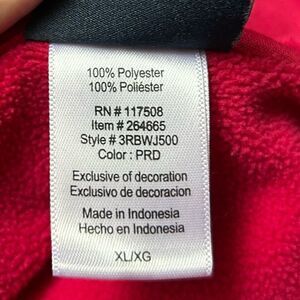 100% Polyester
100% Poliéster
RN # 117508
Item # 264665
Style # 3RBWJ500
Color : PRD
Exclusive of decoration
Exclusivo de decoracion
Made in Indonesia
Hecho en Indonesia
XL/XG